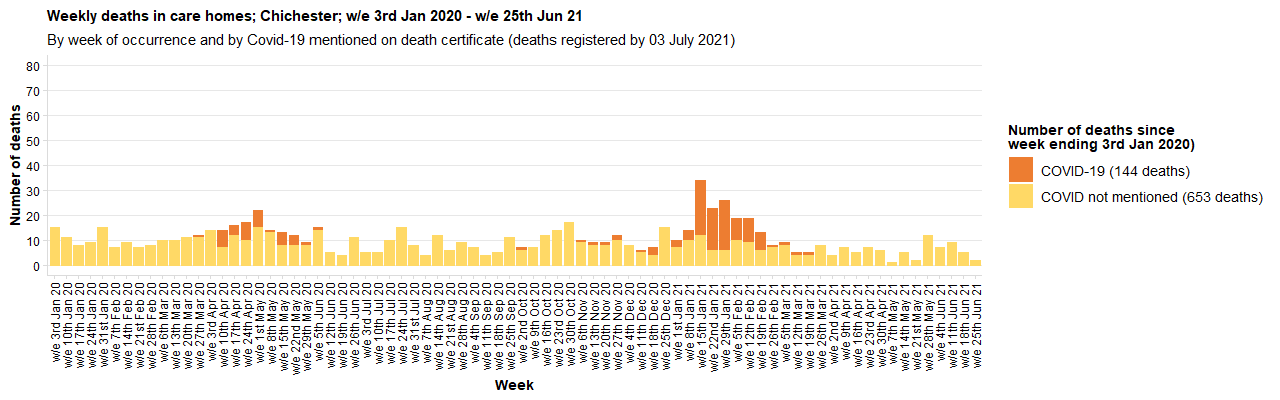 Weekly deaths in care homes; Chichester; w/e 3rd Jan 2020 - w/e 25th Jun 21
By week of occurrence and by Covid-19 mentioned on death certificate (deaths registered by 03 July 2021)
Number of deaths
80
70
60
50
40
30
20
10
0
w/e 3rd Jan 20
w/e 10th Jan 20
w/e 17th Jan 20
w/e 24th Jan 20
w/e 31st Jan 20
w/e 7th Feb 20
w/e 14th Feb 20
w/e 21st Feb 20
w/e 28th Feb 20
w/e 6th Mar 20
w/e 13th Mar 20
w/e 20th Mar 20
w/e 27th Mar 20
w/e 3rd Apr 20
w/e 10th Apr 20
w/e 17th Apr 20
w/e 24th Apr 20
w/e 1st May 20
w/e 8th May 20
w/e 15th May 20
w/e 22nd May 20
w/e 29th May 20
w/e 5th Jun 20
w/e 12th Jun 20
w/e 19th Jun 20
w/e 26th Jun 20
w/e 3rd Jul 20
w/e 10th Jul 20
w/e 17th Jul 20
w/e 24th Jul 20
w/e 31st Jul 20
w/e 7th Aug 20
w/e 14th Aug 20
w/e 21st Aug 20
w/e 28th Aug 20
w/e 4th Sep 20
w/e 11th Sep 20
w/e 18th Sep 20
w/e 25th Sep 20
w/e 2nd Oct 20
w/e 9th Oct 20
w/e 16th Oct 20
w/e 23rd Oct 20
w/e 30th Oct 20
w/e 6th Nov 20
w/e 13th Nov 20
w/e 20th Nov 20
w/e 27th Nov 20
w/e 4th Dec 20
w/e 11th Dec 20
w/e 18th Dec 20
w/e 25th Dec 20
w/e 1st Jan 21
w/e 8th Jan 21
w/e 15th Jan 21
w/e 22nd Jan 21
w/e 29th Jan 21
w/e 5th Feb 21
w/e 12th Feb 21
w/e 19th Feb 21
w/e 26th Feb 21
w/e 5th Mar 21
w/e 12th Mar 21
w/e 19th Mar 21
w/e 26th Mar 21
w/e 2nd Apr 21
w/e 9th Apr 21
w/e 16th Apr 21
w/e 23rd Apr 21
w/e 30th Apr 21
w/e 7th May 21
w/e 14th May 21
w/e 21st May 21
w/e 28th May 21
w/e 4th Jun 21
w/e 11th Jun 21
w/e 18th Jun 21
w/e 25th Jun 21
Week
Number of deaths since
week ending 3rd Jan 2020)
COVID-19 (144 deaths)
COVID not mentioned (653 deaths)